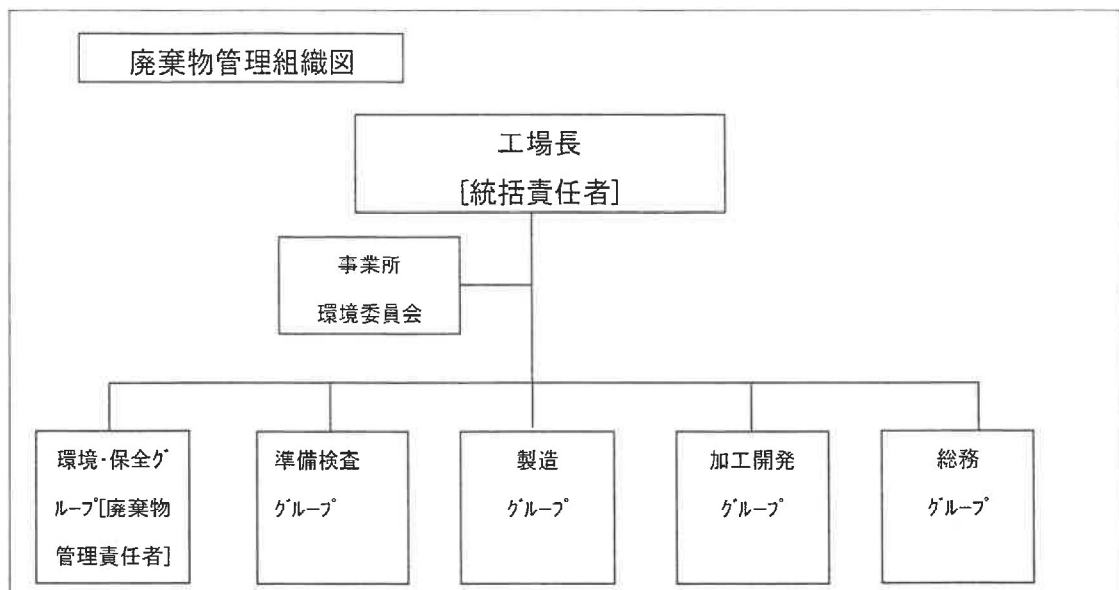 廃棄物管理組織図
工場長
[統括責任者]
事業所
環境委員会
環境・保全グ
ループ[廃棄物
管理責任者]
準備検査
グループ
製造
グループ
加工開発
グループ
総務
グループ